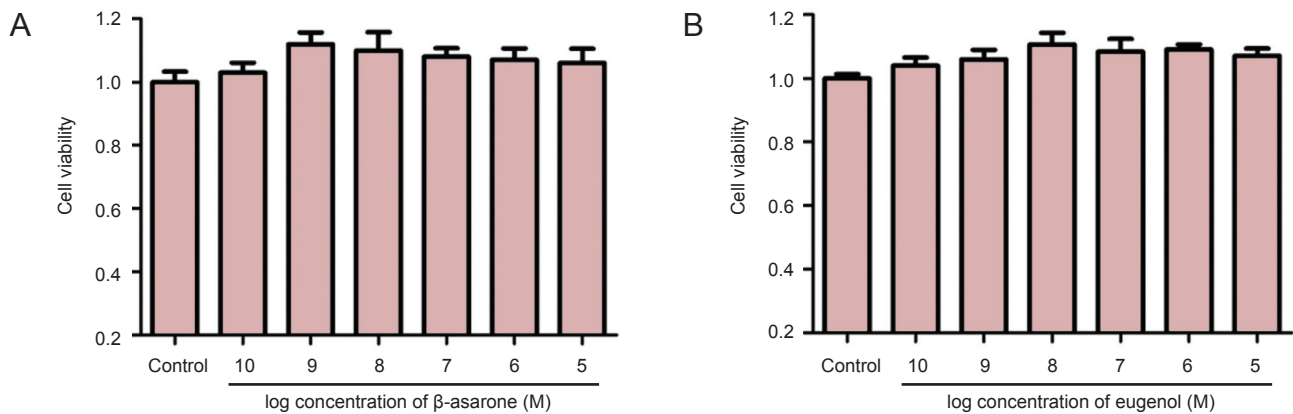 A
1.2
1.0
0.8
1.0
0.4
0.2
Cell viability
Control 10 9 8 7 6 5
log concentration of β-asarone (M)
B
1.2
1.0
0.8
0.6
0.4
0.2
Cell viability
Control 10 9 8 7 6 5
log concentration of eugenol (M)